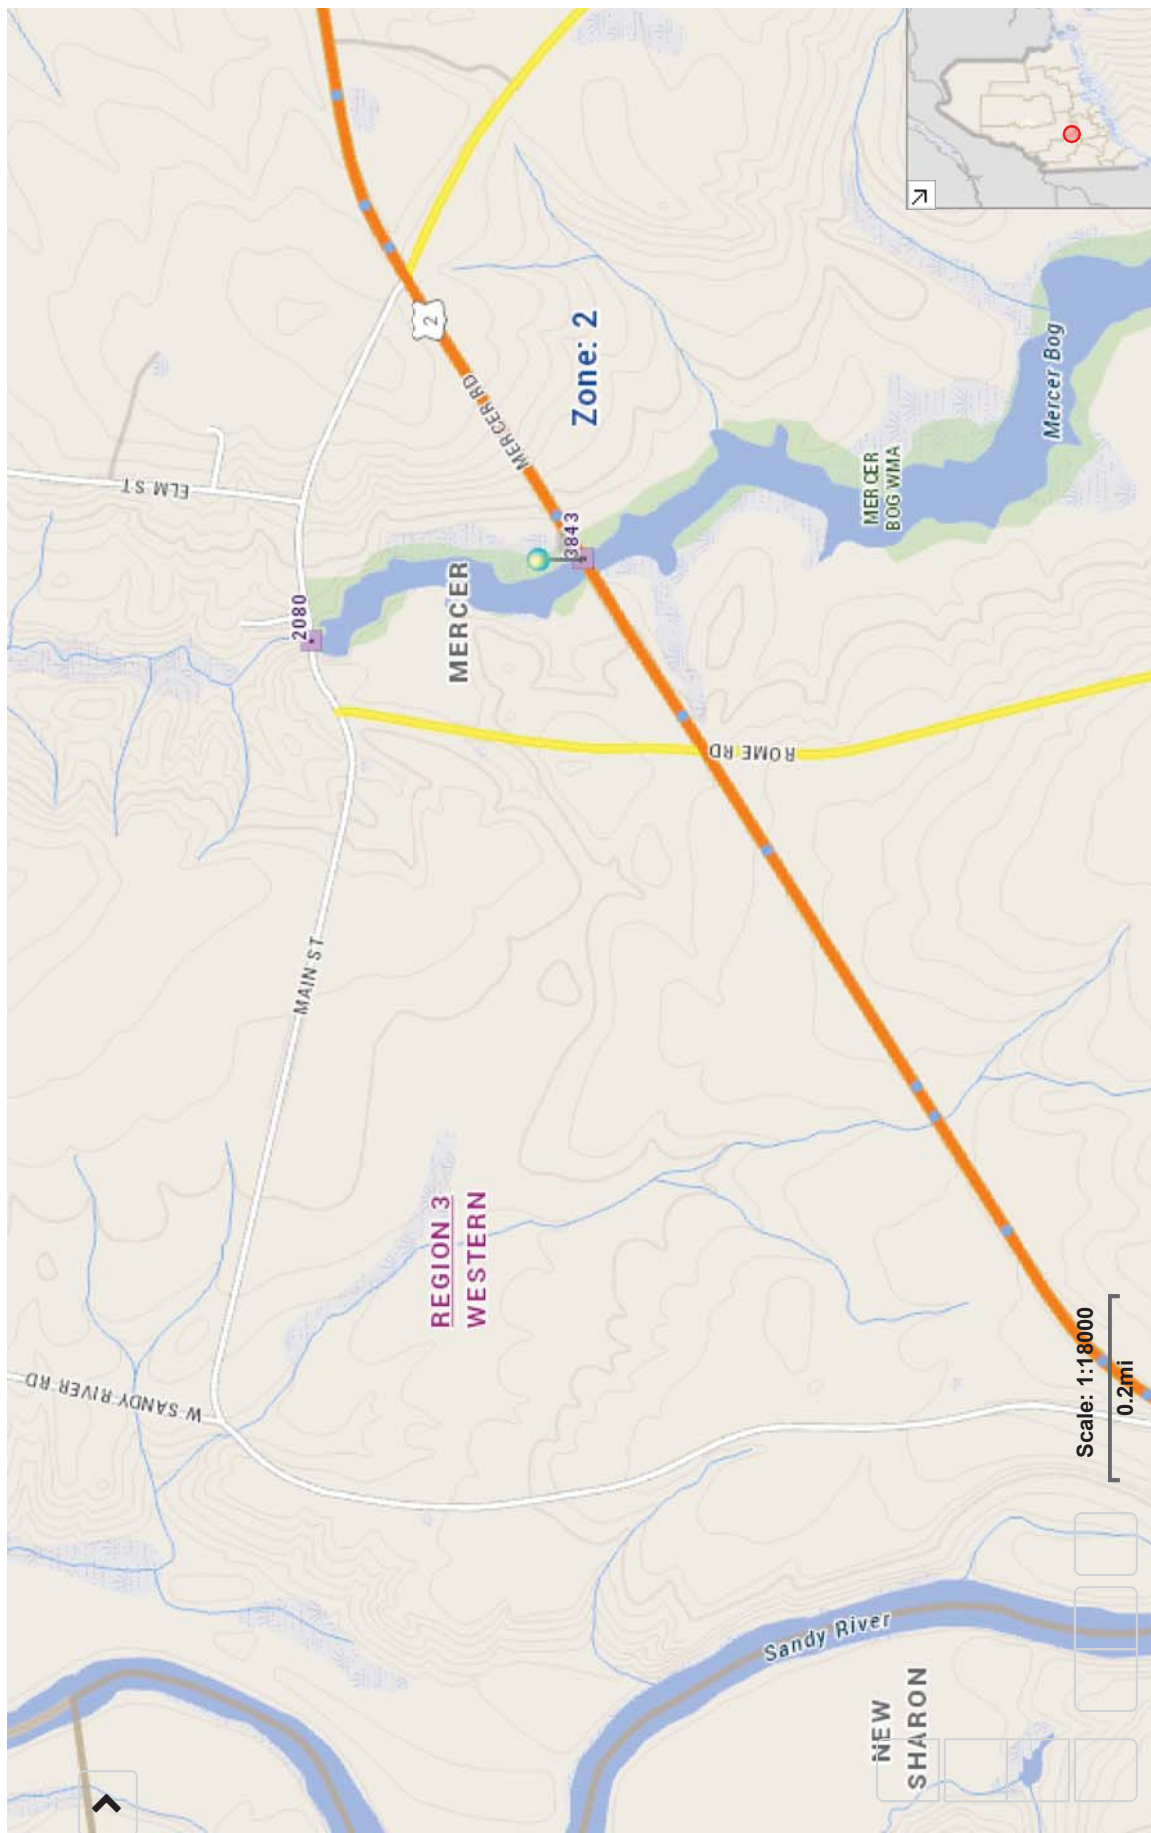 2
MERCER RD
Zone: 2
ELM ST
3843
2080
MERCER
MERCER
BOG WMA
Mercer Bog
ROME RD
MAIN ST
REGION 3
WESTERN
W SANDY RIVER RD
Scale: 1:18000
0.2mi
Sandy River
NEW
SHARON